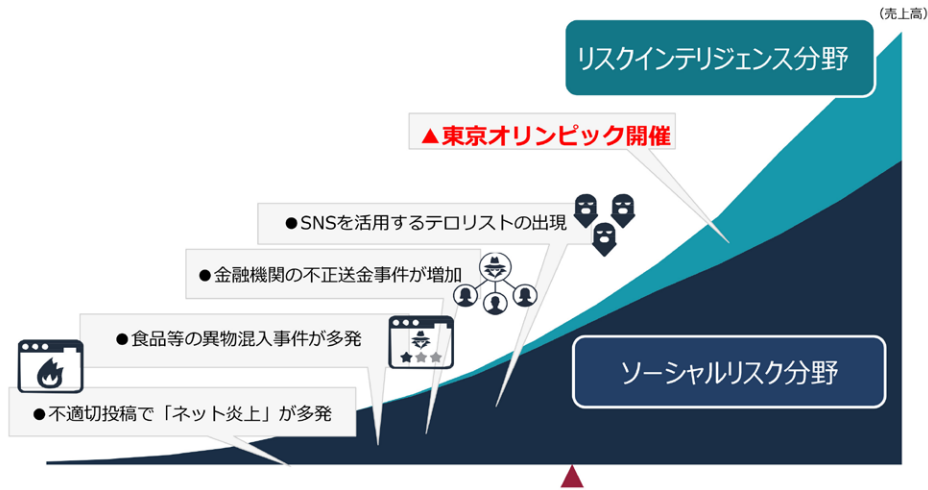 (売上高)
リスクインテリジェンス分野
▲東京オリンピック開催
●SNSを活用するテロリストの出現
●金融機関の不正送金事件が増加
●食品等の異物混入事件が多発
ソーシャルリスク分野
●不適切投稿で「ネット炎上」が多発